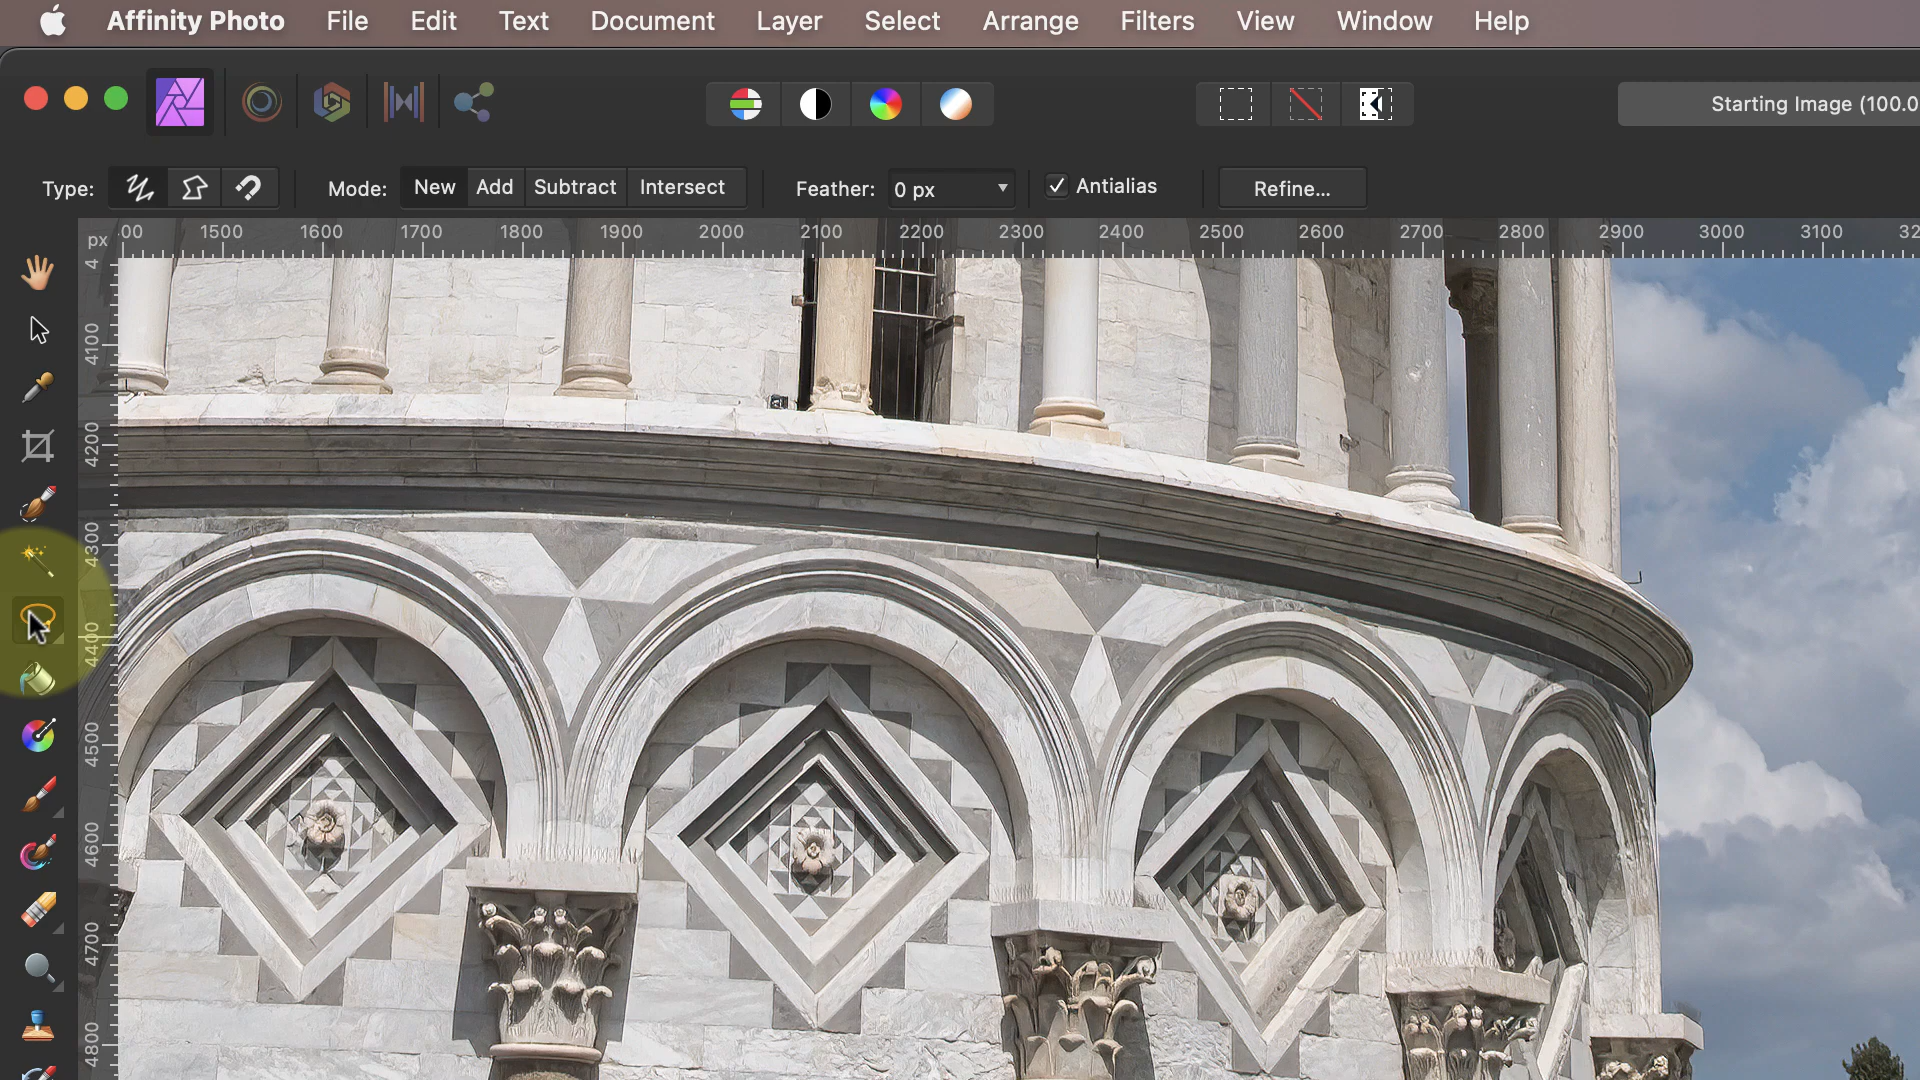 Affinity Photo File Edit Text Document Layer Select Arrange Filters View Window Help
Starting Image (100.0
Type: Mode: New Add Subtract Intersect Feather: 0 px Antialias Refine...
px 00 1500 1600 1700 1800 1900 2000 2100 2200 2300 2400 2500 2600 2700 2800 2900 3000 3100 32
4
4100
4200
4300
4400
4500
4600
4700
4800